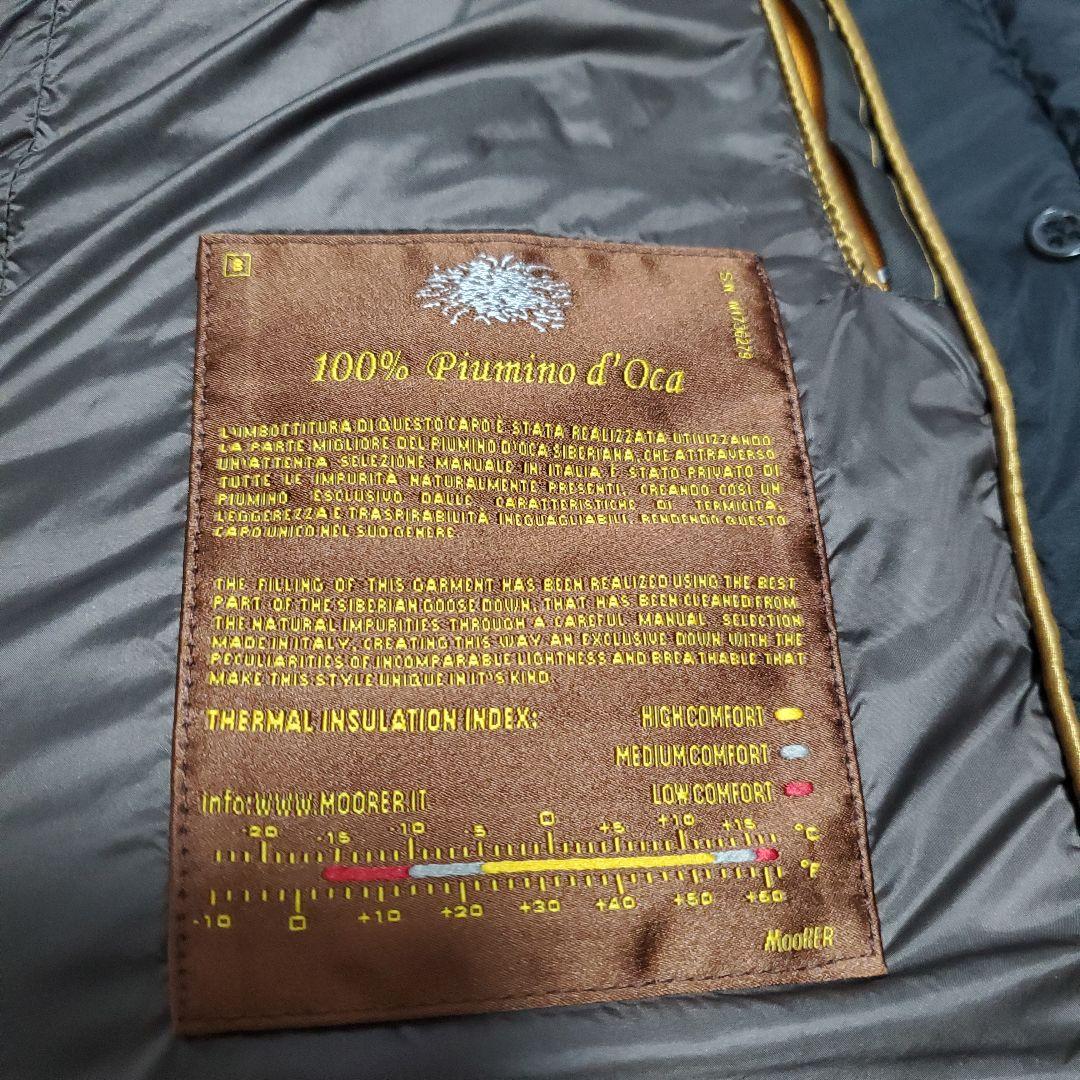 B
S.N. M1736279
100% Piumino d'Oca
L'IMBOTTITURA DI QUESTO CAPO È STATA REALIZZATA UTILIZZANDO
LA PARTE MIGLIORE DEL PIUMINO D'OCA SIBERIANA, CHE ATTRAVERSO
UN'ATTENTA SELEZIONE MANUALE IN ITALIA È STATO PRIVATO DI
TUTTE LE IMPURITÀ NATURALMENTE PRESENTI, CREANDO COSÌ UN
PIUMINO ESCLUSIVO DALLE CARATTERISTICHE DI TERMICITÀ,
LEGGEREZZA E TRASPIRABILITÀ INEGUAGLIABILI, RENDENDO QUESTO
CAPO UNICO NEL SUO GENERE.
THE FILLING OF THIS GARMENT HAS BEEN REALIZED USING THE BEST
PART OF THE SIBERIAN GOOSE DOWN, THAT HAS BEEN CLEANED FROM
THE NATURAL IMPURITIES THROUGH A CAREFUL MANUAL SELECTION
MADE IN ITALY, CREATING THIS WAY AN EXCLUSIVE DOWN WITH THE
PECULIARITIES OF INCOMPARABLE LIGHTNESS AND BREATHABLE THAT
MAKE THIS STYLE UNIQUE IN IT'S KIND.
THERMAL INSULATION INDEX: HIGH COMFORT
MEDIUM COMFORT
info:WWW.MOORER.IT LOW COMFORT
-20 -15 -10 -5 0 +5 +10 +15 °C
°F
-10 0 +10 +20 +30 +40 +50 +60
MooRER